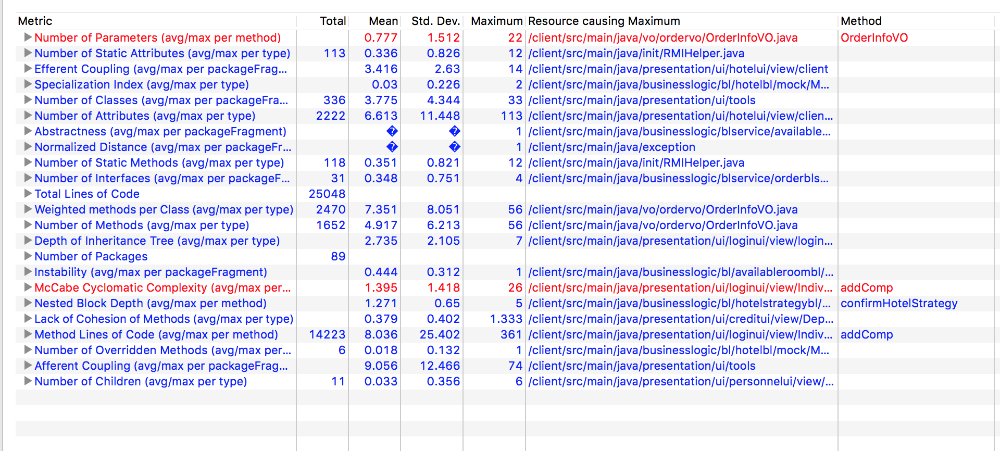 Metric Total Mean Std. Dev. Maximum Resource causing Maximum Method
Number of Parameters (avg/max per method) 0.777 1.512 22 /client/src/main/java/vo/ordervo/OrderInfoVO.java OrderInfoVO
Number of Static Attributes (avg/max per type) 113 0.336 0.826 12 /client/src/main/java/init/RMIHelper.java
Efferent Coupling (avg/max per packageFrag... 3.416 2.63 14 /client/src/main/java/presentation/ui/hotelui/view/client
Specialization Index (avg/max per type) 0.03 0.226 2 /client/src/main/java/businesslogic/bl/hotelbl/mock/M...
Number of Classes (avg/max per packageFra... 336 3.775 4.344 33 /client/src/main/java/presentation/ui/tools
Number of Attributes (avg/max per type) 2222 6.613 11.448 113 /client/src/main/java/presentation/ui/hotelui/view/clien...
Abstractness (avg/max per packageFragment) � � 1 /client/src/main/java/businesslogic/blservice/available...
Normalized Distance (avg/max per packageFr... � � 1 /client/src/main/java/exception
Number of Static Methods (avg/max per type) 118 0.351 0.821 12 /client/src/main/java/init/RMIHelper.java
Number of Interfaces (avg/max per packageF... 31 0.348 0.751 4 /client/src/main/java/businesslogic/blservice/orderbls...
Total Lines of Code 25048
Weighted methods per Class (avg/max per type) 2470 7.351 8.051 56 /client/src/main/java/vo/ordervo/OrderInfoVO.java
Number of Methods (avg/max per type) 1652 4.917 6.213 56 /client/src/main/java/vo/ordervo/OrderInfoVO.java
Depth of Inheritance Tree (avg/max per type) 2.735 2.105 7 /client/src/main/java/presentation/ui/loginui/view/login...
Number of Packages 89
Instability (avg/max per packageFragment) 0.444 0.312 1 /client/src/main/java/businesslogic/bl/availableroombl/...
McCabe Cyclomatic Complexity (avg/max per... 1.395 1.418 26 /client/src/main/java/presentation/ui/loginui/view/Indiv... addComp
Nested Block Depth (avg/max per method) 1.271 0.65 5 /client/src/main/java/businesslogic/bl/hotelstrategybl/... confirmHotelStrategy
Lack of Cohesion of Methods (avg/max per type) 0.379 0.402 1.333 /client/src/main/java/presentation/ui/creditui/view/Dep...
Method Lines of Code (avg/max per method) 14223 8.036 25.402 361 /client/src/main/java/presentation/ui/loginui/view/Indiv... addComp
Number of Overridden Methods (avg/max per... 6 0.018 0.132 1 /client/src/main/java/businesslogic/bl/hotelbl/mock/M...
Afferent Coupling (avg/max per packageFrag... 9.056 12.466 74 /client/src/main/java/presentation/ui/tools
Number of Children (avg/max per type) 11 0.033 0.356 6 /client/src/main/java/presentation/ui/personnelui/view/...